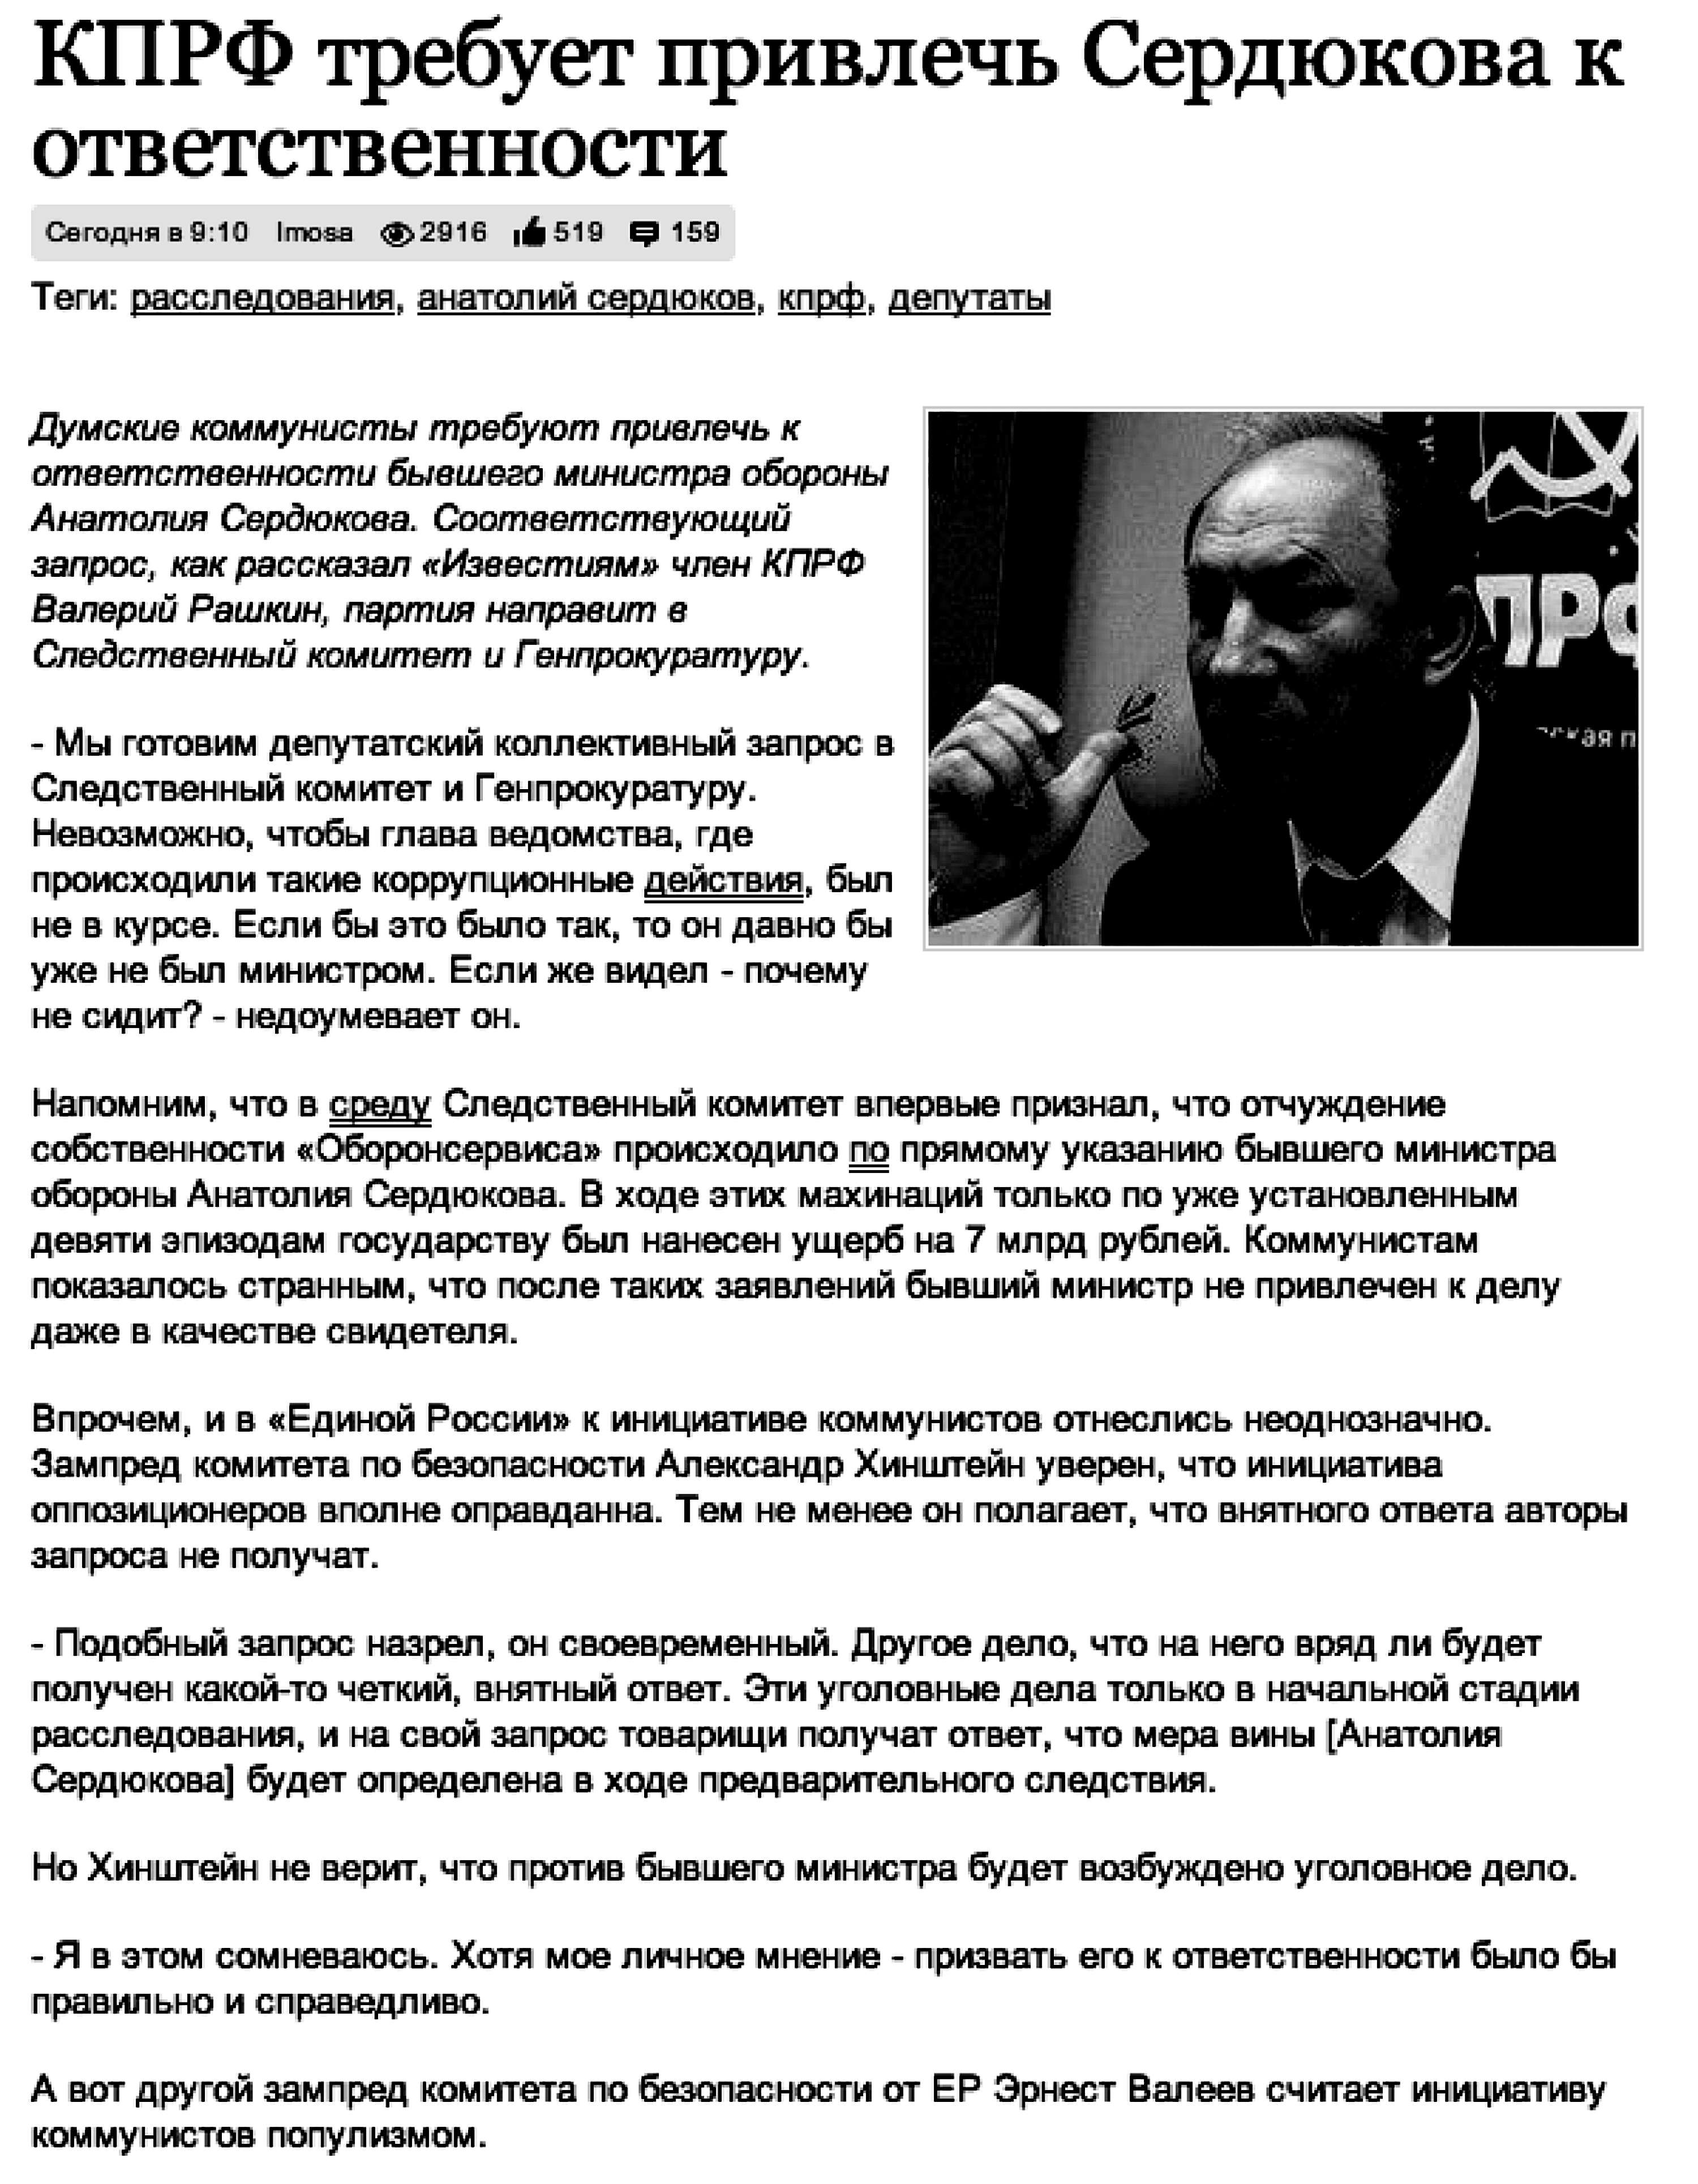 КПРФ требует привлечь Сердюкова к
ответственности
Сегодня в 9:10 Imosa 2916 519 159
Теги: расследования, анатолий сердюков, кпрф, депутаты
Думские коммунисты требуют привлечь к
ответственности бывшего министра обороны
Анатолия Сердюкова. Соответствующий
запрос, как рассказал «Известиям» член КПРФ
Валерий Рашкин, партия направит в
Следственный комитет и Генпрокуратуру.
ПРФ
ская п
- Мы готовим депутатский коллективный запрос в
Следственный комитет и Генпрокуратуру.
Невозможно, чтобы глава ведомства, где
происходили такие коррупционные действия, был
не в курсе. Если бы это было так, то он давно бы
уже не был министром. Если же видел - почему
не сидит? - недоумевает он.
Напомним, что в среду Следственный комитет впервые признал, что отчуждение
собственности «Оборонсервиса» происходило по прямому указанию бывшего министра
обороны Анатолия Сердюкова. В ходе этих махинаций только по уже установленным
девяти эпизодам государству был нанесен ущерб на 7 млрд рублей. Коммунистам
показалось странным, что после таких заявлений бывший министр не привлечен к делу
даже в качестве свидетеля.
Впрочем, и в «Единой России» к инициативе коммунистов отнеслись неоднозначно.
Зампред комитета по безопасности Александр Хинштейн уверен, что инициатива
оппозиционеров вполне оправданна. Тем не менее он полагает, что внятного ответа авторы
запроса не получат.
- Подобный запрос назрел, он своевременный. Другое дело, что на него вряд ли будет
получен какой-то четкий, внятный ответ. Эти уголовные дела только в начальной стадии
расследования, и на свой запрос товарищи получат ответ, что мера вины [Анатолия
Сердюкова] будет определена в ходе предварительного следствия.
Но Хинштейн не верит, что против бывшего министра будет возбуждено уголовное дело.
- Я в этом сомневаюсь. Хотя мое личное мнение - призвать его к ответственности было бы
правильно и справедливо.
А вот другой зампред комитета по безопасности от ЕР Эрнест Валеев считает инициативу
коммунистов популизмом.